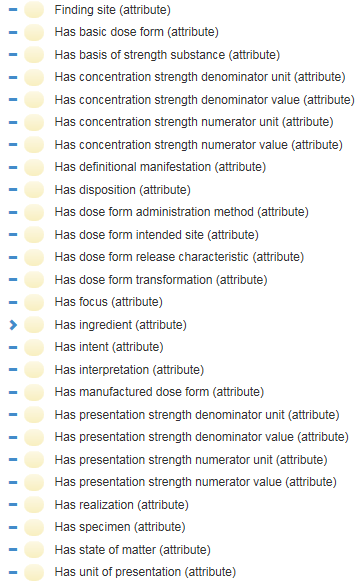 Finding site (attribute)
Has basic dose form (attribute)
Has basis of strength substance (attribute)
Has concentration strength denominator unit (attribute)
Has concentration strength denominator value (attribute)
Has concentration strength numerator unit (attribute)
Has concentration strength numerator value (attribute)
Has definitional manifestation (attribute)
Has disposition (attribute)
Has dose form administration method (attribute)
Has dose form intended site (attribute)
Has dose form release characteristic (attribute)
Has dose form transformation (attribute)
Has focus (attribute)
Has ingredient (attribute)
Has intent (attribute)
Has interpretation (attribute)
Has manufactured dose form (attribute)
Has presentation strength denominator unit (attribute)
Has presentation strength denominator value (attribute)
Has presentation strength numerator unit (attribute)
Has presentation strength numerator value (attribute)
Has realization (attribute)
Has specimen (attribute)
Has state of matter (attribute)
Has unit of presentation (attribute)